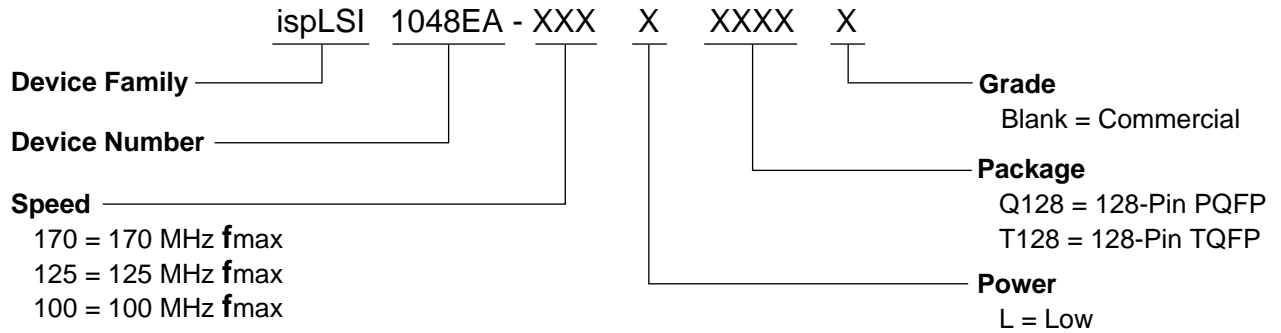 ispLSI 1048EA - XXX X XXXX X
Device Family
Device Number
Speed
170 = 170 MHz fmax
125 = 125 MHz fmax
100 = 100 MHz fmax
Grade
Blank = Commercial
Package
Q128 = 128-Pin PQFP
T128 = 128-Pin TQFP
Power
L = Low